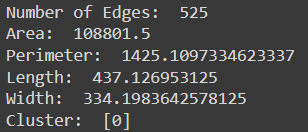 Number of Edges:  525
Area:  108801.5
Perimeter:  1425.1097334623337
Length:  437.126953125
Width:  334.1983642578125
Cluster:  [0]